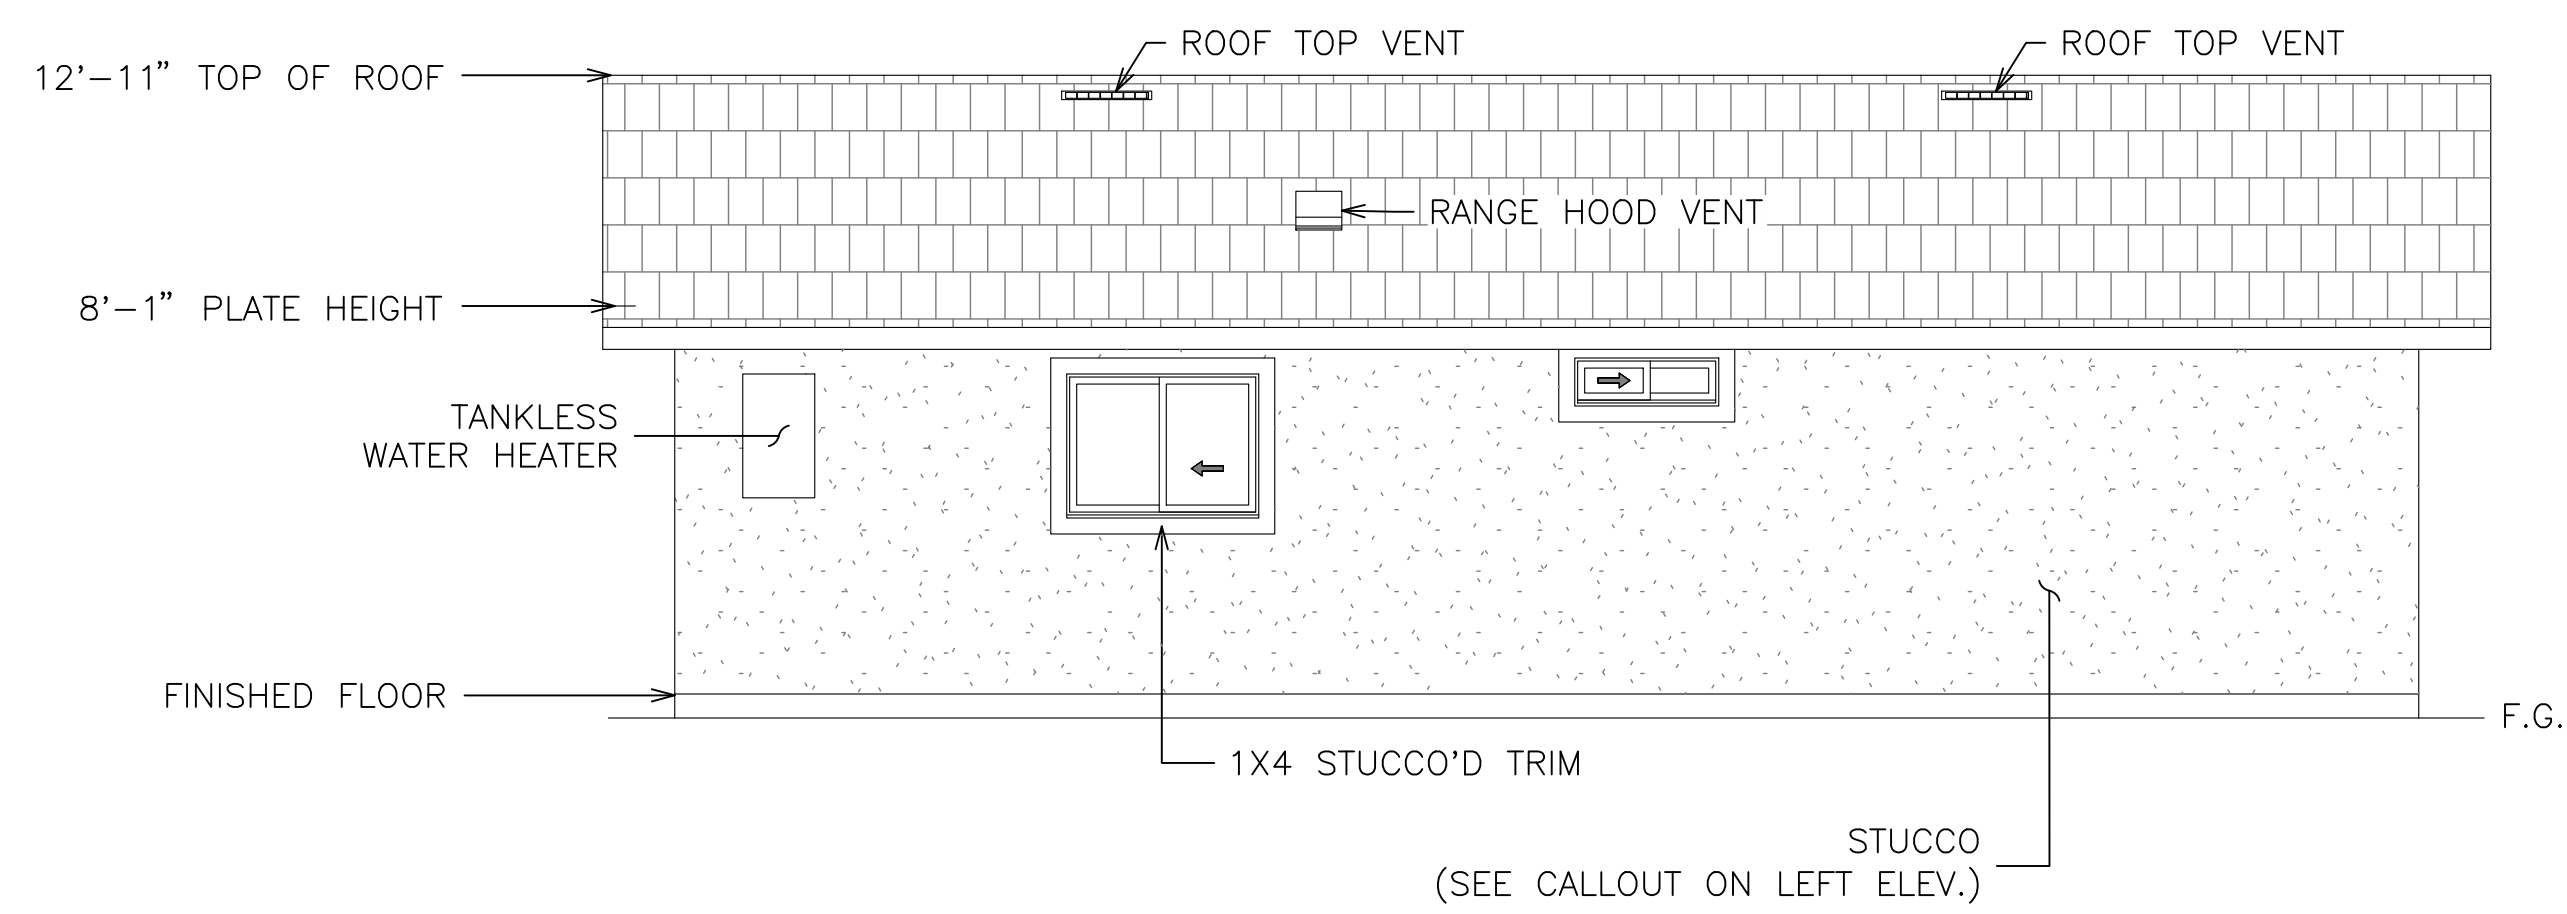 ROOF TOP VENT
ROOF TOP VENT
12'-11" TOP OF ROOF
RANGE HOOD VENT
8'-1" PLATE HEIGHT
TANKLESS
WATER HEATER
FINISHED FLOOR
F.G.
1X4 STUCCO'D TRIM
STUCCO
(SEE CALLOUT ON LEFT ELEV.)